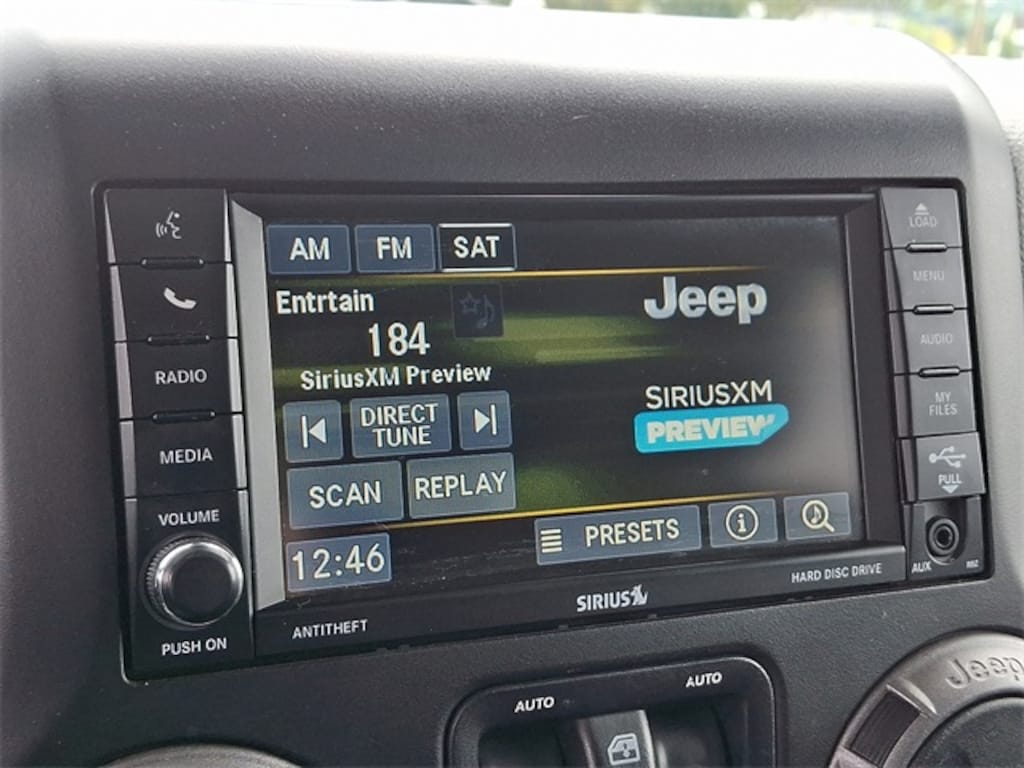 AM FM SAT
Entrtain
184
SiriusXM Preview
DIRECT
TUNE
SCAN REPLAY
12:46
Jeep
SIRIUSXM
PREVIEW
PRESETS
i
RADIO
MEDIA
VOLUME
PUSH ON
ANTITHEFT
SIRIUS
HARD DISC DRIVE
LOAD
MENU
AUDIO
MY
FILES
PULL
AUX
AUTO
AUTO
Jeep